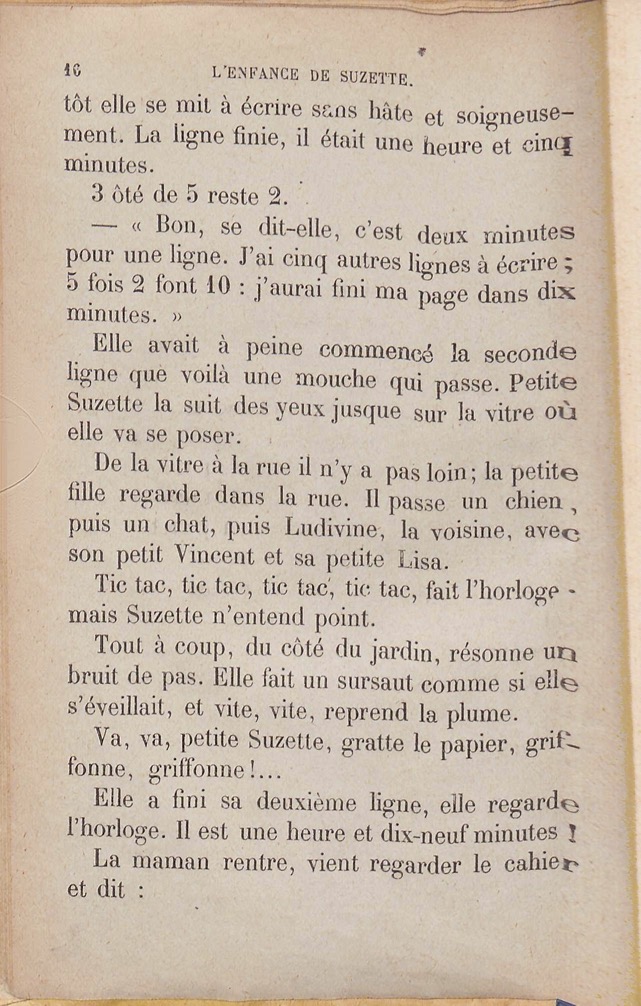 16
L'ENFANCE DE SUZETTE.
tôt elle se mit à écrire sans hâte et soigneuse-
ment. La ligne finie, il était une heure et cinq
minutes.
3 ôté de 5 reste 2.
— « Bon, se dit-elle, c'est deux minutes
pour une ligne. J'ai cinq autres lignes à écrire ;
5 fois 2 font 10 : j'aurai fini ma page dans dix
minutes. »
Elle avait à peine commencé la seconde
ligne que voilà une mouche qui passe. Petite
Suzette la suit des yeux jusque sur la vitre où
elle va se poser.
De la vitre à la rue il n'y a pas loin ; la petite
fille regarde dans la rue. Il passe un chien,
puis un chat, puis Ludivine, la voisine, avec
son petit Vincent et sa petite Lisa.
Tic tac, tic tac, tic tac, tic tac, fait l'horloge -
mais Suzette n'entend point.
Tout à coup, du côté du jardin, résonne un
bruit de pas. Elle fait un sursaut comme si elle
s'éveillait, et vite, vite, reprend la plume.
Va, va, petite Suzette, gratte le papier, grif-
fonne, griffonne !...
Elle a fini sa deuxième ligne, elle regarde
l'horloge. Il est une heure et dix-neuf minutes !
La maman rentre, vient regarder le cahier
et dit :